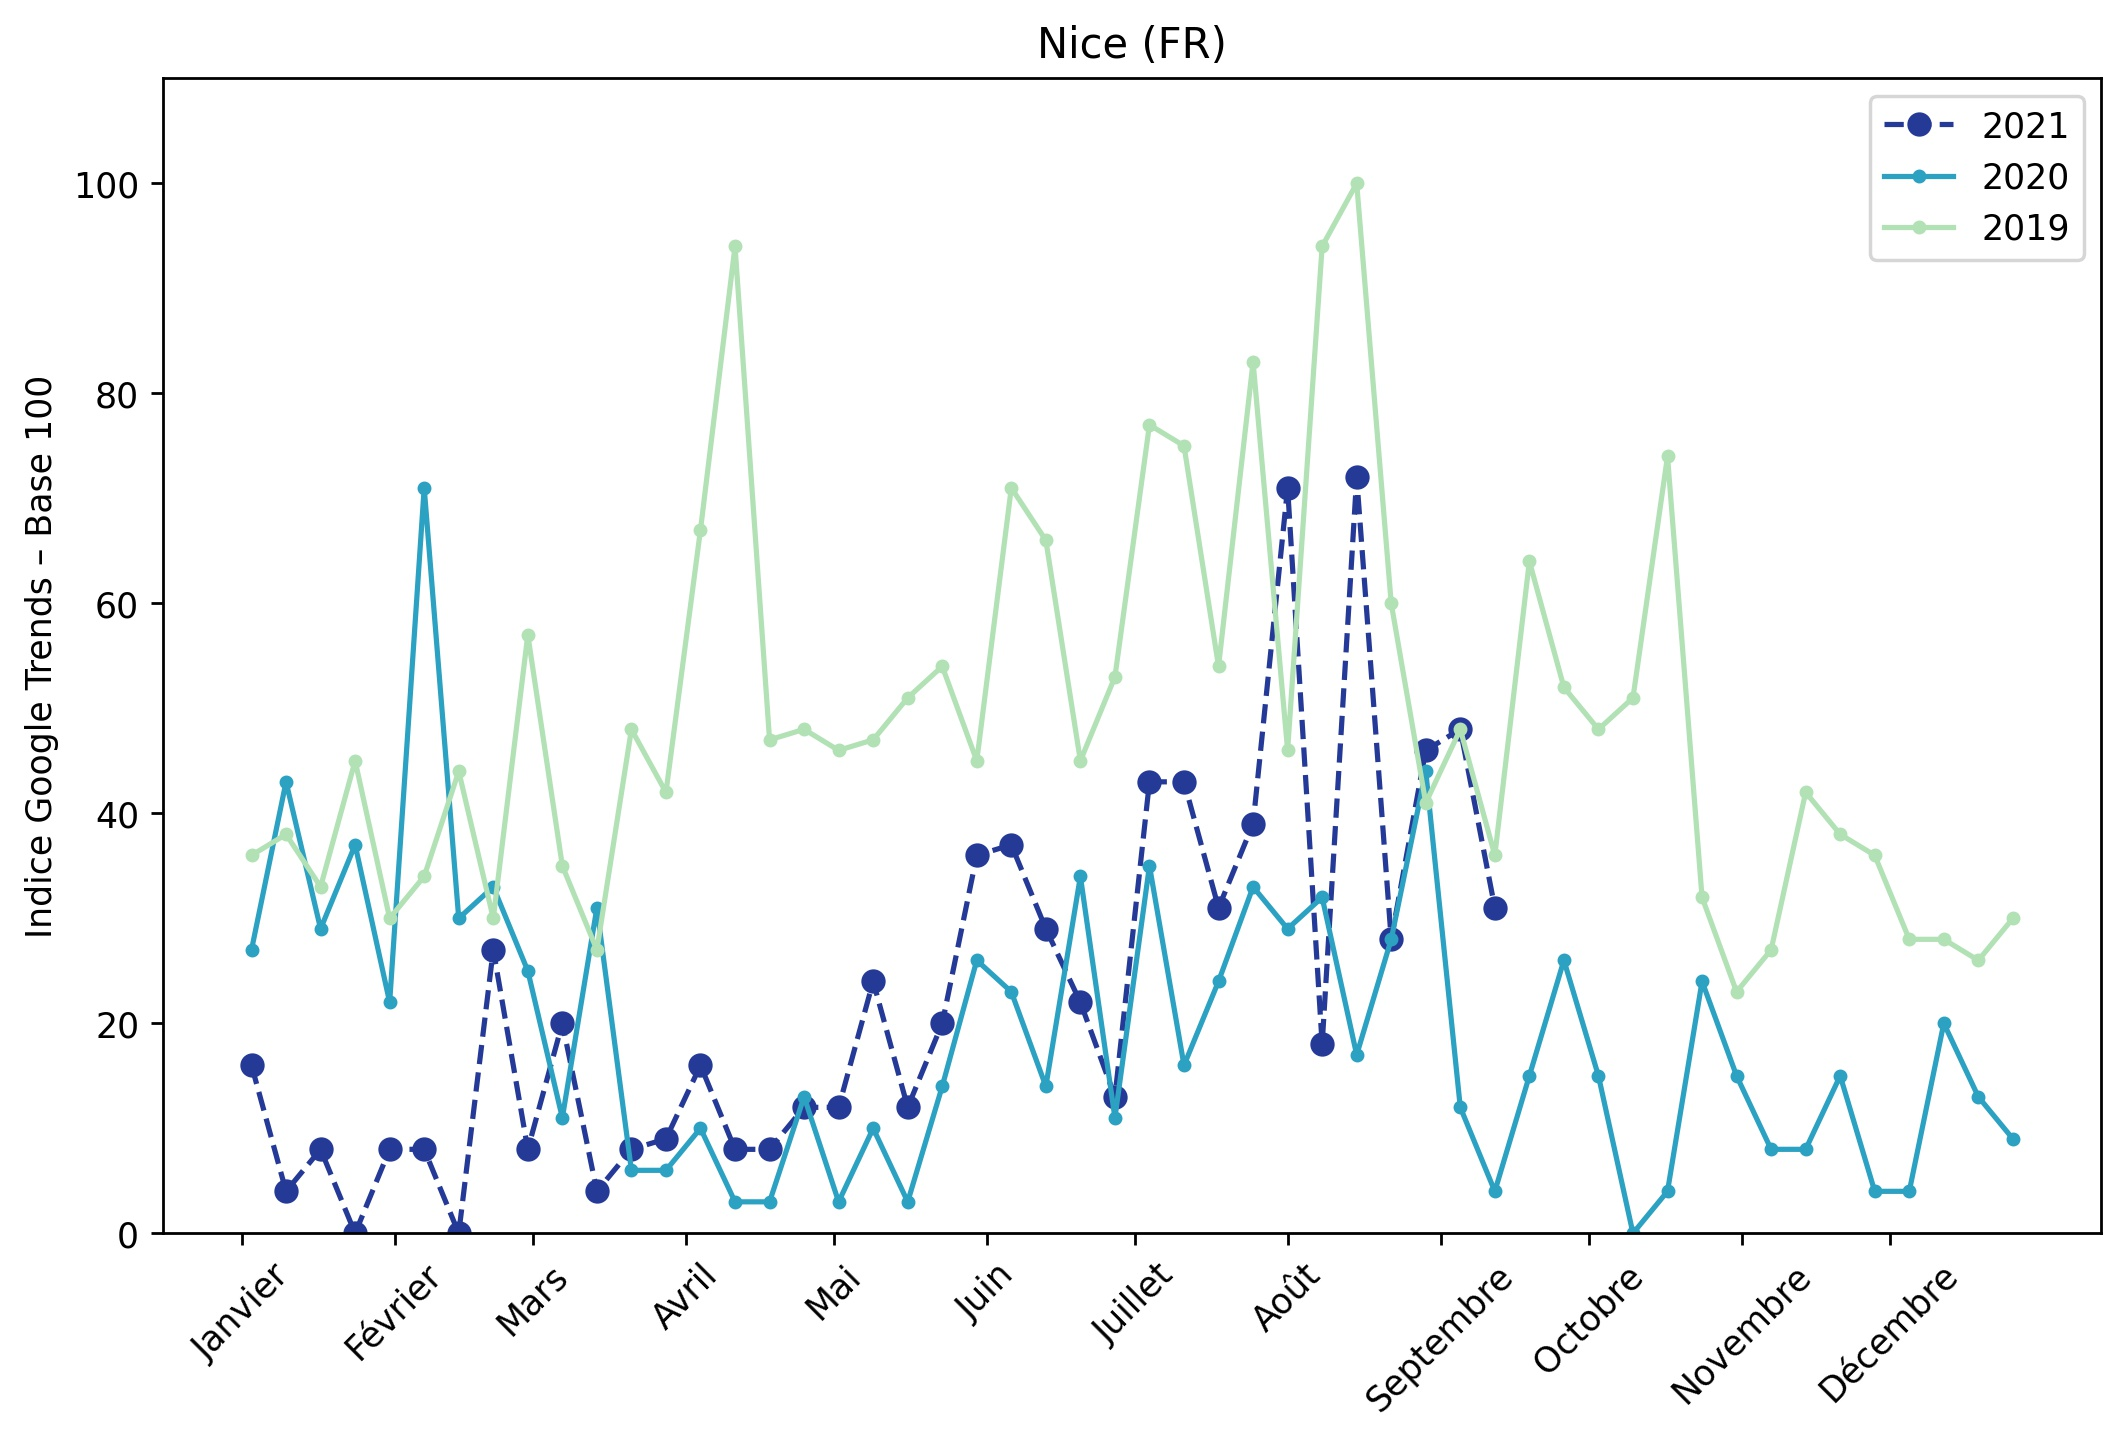 Nice (FR)
Indice Google Trends – Base 100
100
80
60
40
20
0
2021
2020
2019
Janvier
Février
Mars
Avril
Mai
Juin
Juillet
Août
Septembre
Octobre
Novembre
Décembre